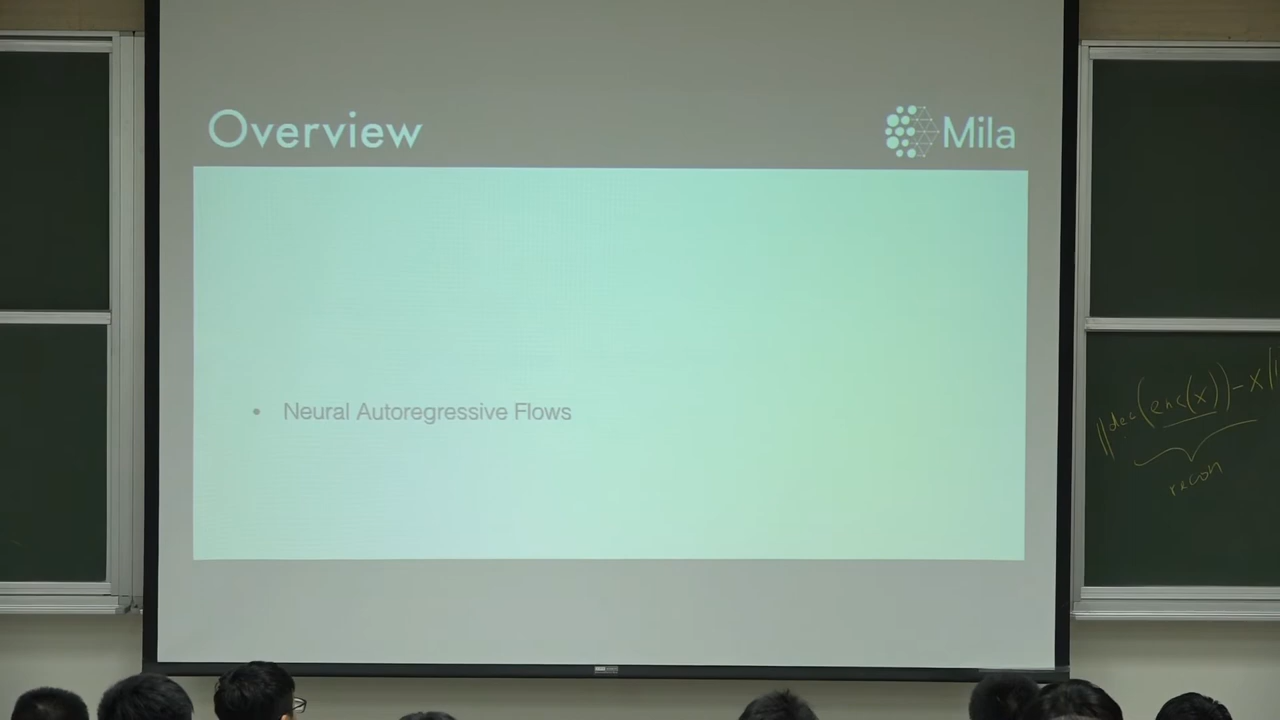 Overview
Mila
• Neural Autoregressive Flows
||dec(enc(x))-x||
recon